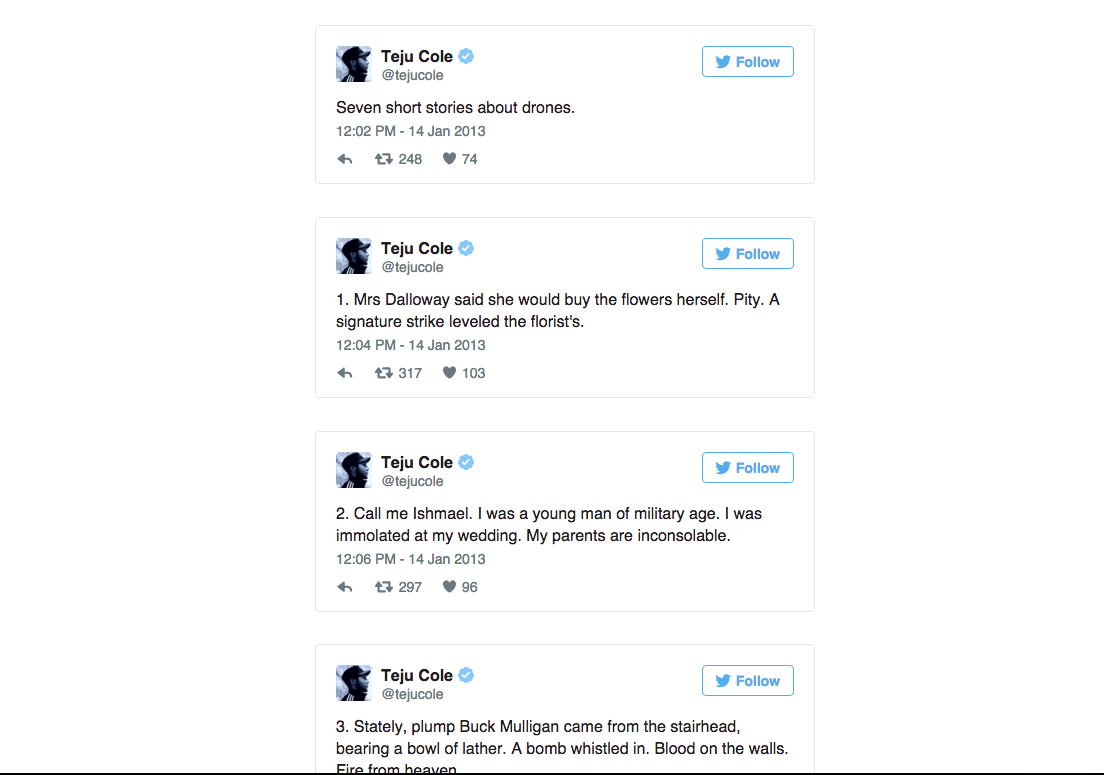 Teju Cole
Follow
@tejucole
Seven short stories about drones.
12:02 PM - 14 Jan 2013
248 74
Teju Cole
Follow
@tejucole
1. Mrs Dalloway said she would buy the flowers herself. Pity. A
signature strike leveled the florist's.
12:04 PM - 14 Jan 2013
317 103
Teju Cole
Follow
@tejucole
2. Call me Ishmael. I was a young man of military age. I was
immolated at my wedding. My parents are inconsolable.
12:06 PM - 14 Jan 2013
297 96
Teju Cole
Follow
@tejucole
3. Stately, plump Buck Mulligan came from the stairhead,
bearing a bowl of lather. A bomb whistled in. Blood on the walls.
Fire from heaven